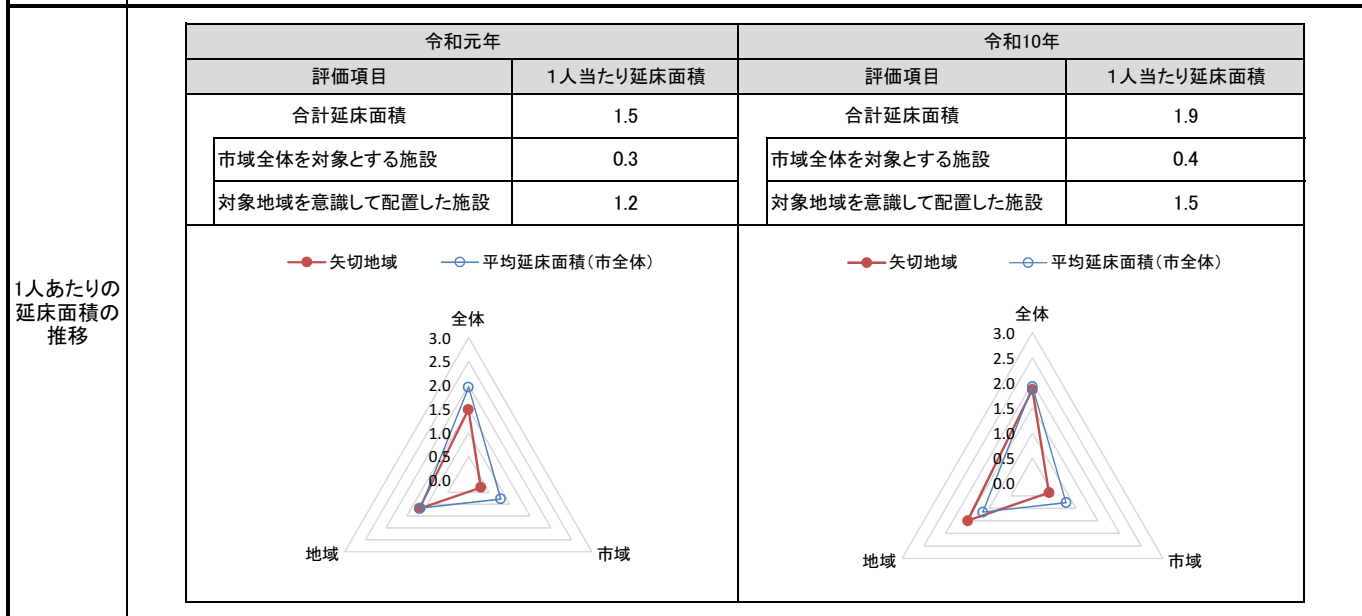 1人あたりの
延床面積の
推移
令和元年
令和10年
評価項目
1人当たり延床面積
評価項目
1人当たり延床面積
合計延床面積
1.5
合計延床面積
1.9
市域全体を対象とする施設
0.3
市域全体を対象とする施設
0.4
対象地域を意識して配置した施設
1.2
対象地域を意識して配置した施設
1.5
矢切地域
平均延床面積(市全体)
全体
3.0
2.5
2.0
1.5
1.0
0.5
0.0
地域
市域
矢切地域
平均延床面積(市全体)
全体
3.0
2.5
2.0
1.5
1.0
0.5
0.0
地域
市域